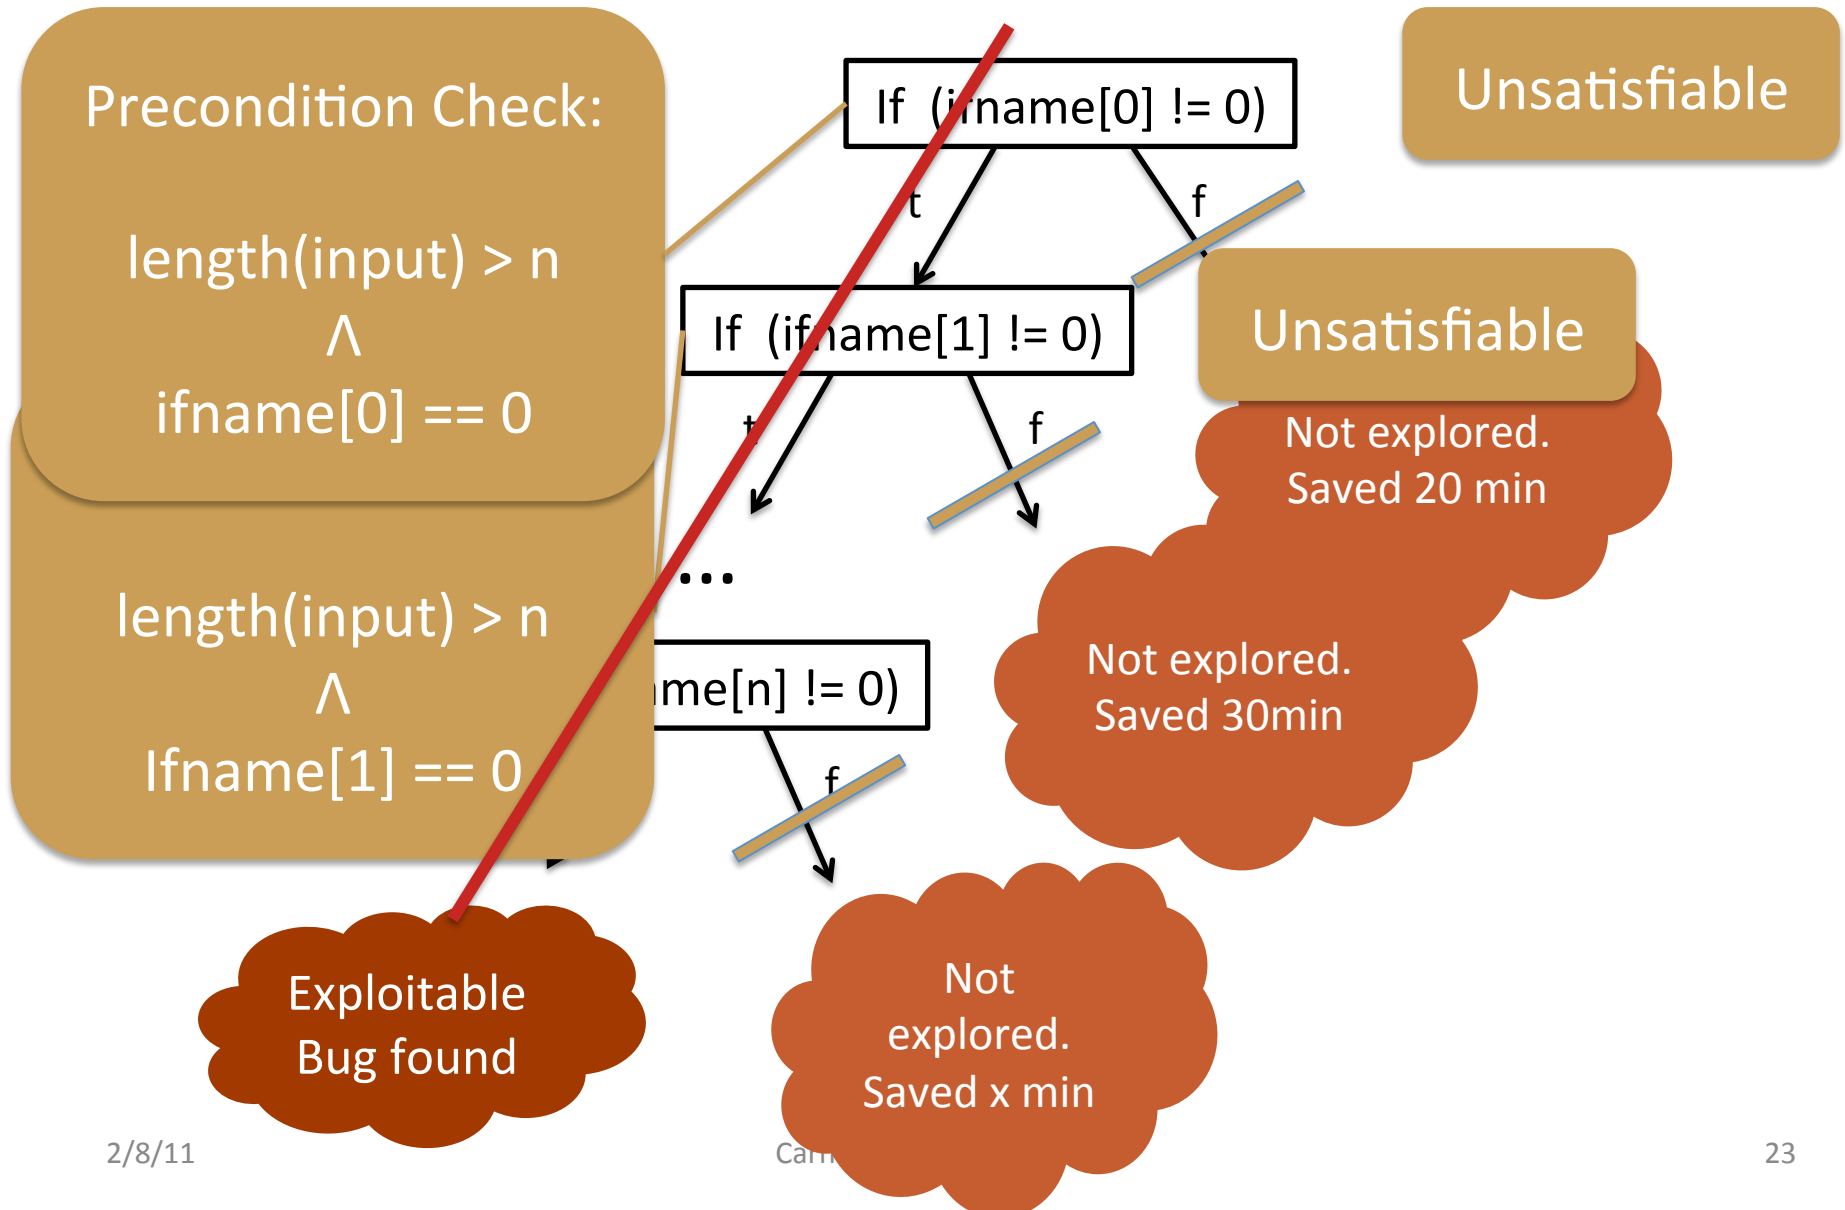 Precondition Check:
length(input) > n
Λ
ifname[0] == 0
length(input) > n
Λ
Ifname[1] == 0
If (ifname[0] != 0)
Unsatisfiable
t
f
If (ifname[1] != 0)
Unsatisfiable
t
f
Not explored.
Saved 20 min
...
Not explored.
Saved 30min
me[n] != 0)
f
Exploitable
Bug found
Not
explored.
Saved x min
2/8/11
23